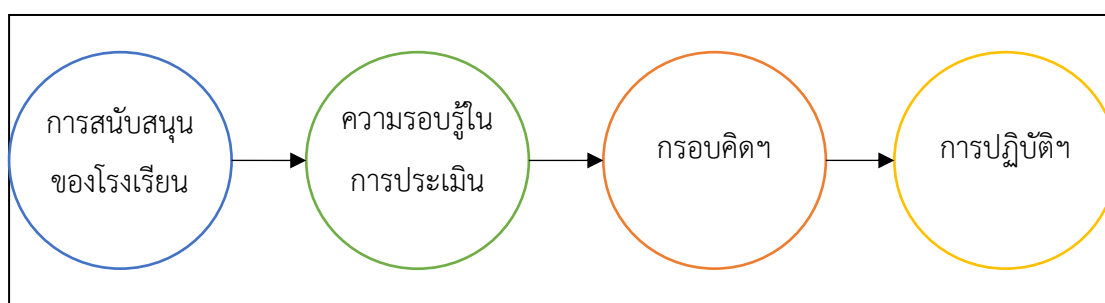 การสนับสนุน
ของโรงเรียน
ความรอบรู้ใน
การประเมิน
กรอบคิดฯ
การปฏิบัติฯ